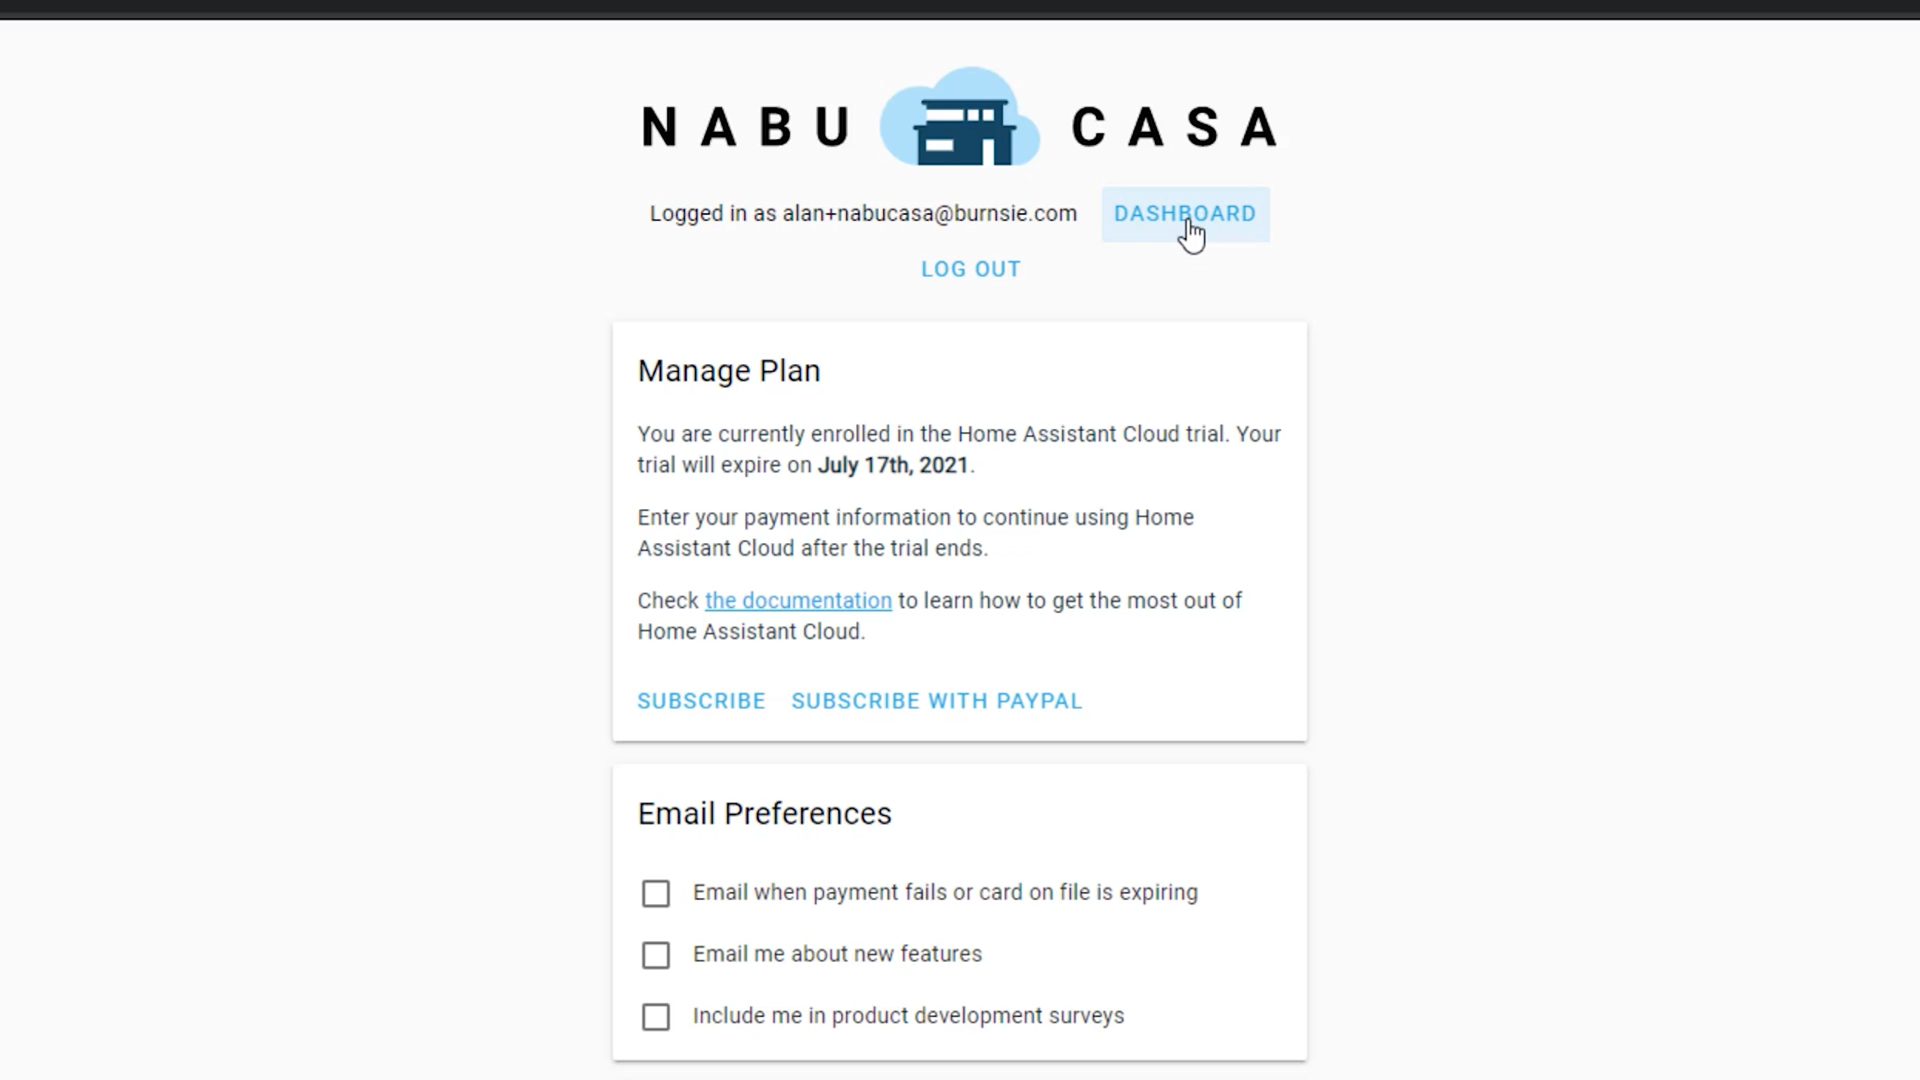 NABU CASA
Logged in as alan+nabucasa@burnsie.com DASHBOARD
LOG OUT
Manage Plan
You are currently enrolled in the Home Assistant Cloud trial. Your
trial will expire on July 17th, 2021.
Enter your payment information to continue using Home
Assistant Cloud after the trial ends.
Check the documentation to learn how to get the most out of
Home Assistant Cloud.
SUBSCRIBE SUBSCRIBE WITH PAYPAL
Email Preferences
Email when payment fails or card on file is expiring
Email me about new features
Include me in product development surveys